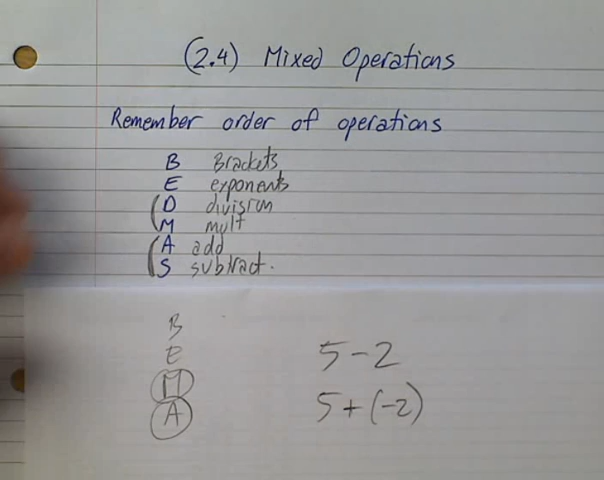 (2.4) Mixed Operations
Remember order of operations
B Brackets
E exponents
D division
M mult
A add
S subtract.
B
E
M
A
5-2
5+(-2)